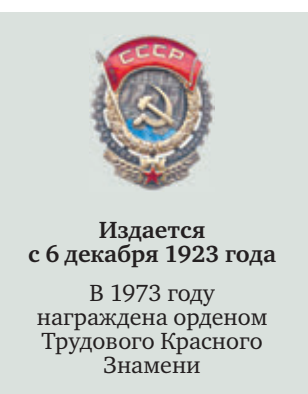 СССР
Издается
с 6 декабря 1923 года
В 1973 году
награждена орденом
Трудового Красного
Знамени